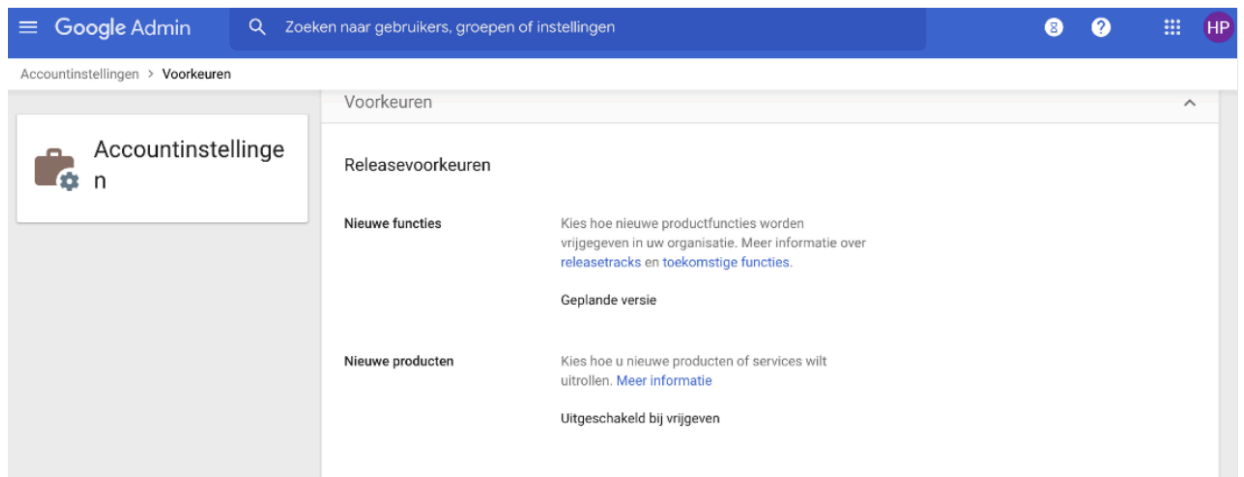 Google Admin
Zoeken naar gebruikers, groepen of instellingen
HP
Accountinstellingen > Voorkeuren
Voorkeuren
Accountinstellinge
n
Releasevoorkeuren
Nieuwe functies
Kies hoe nieuwe productfuncties worden
vrijgegeven in uw organisatie. Meer informatie over
releasetracks en toekomstige functies.
Geplande versie
Nieuwe producten
Kies hoe u nieuwe producten of services wilt
uitrollen. Meer informatie
Uitgeschakeld bij vrijgeven